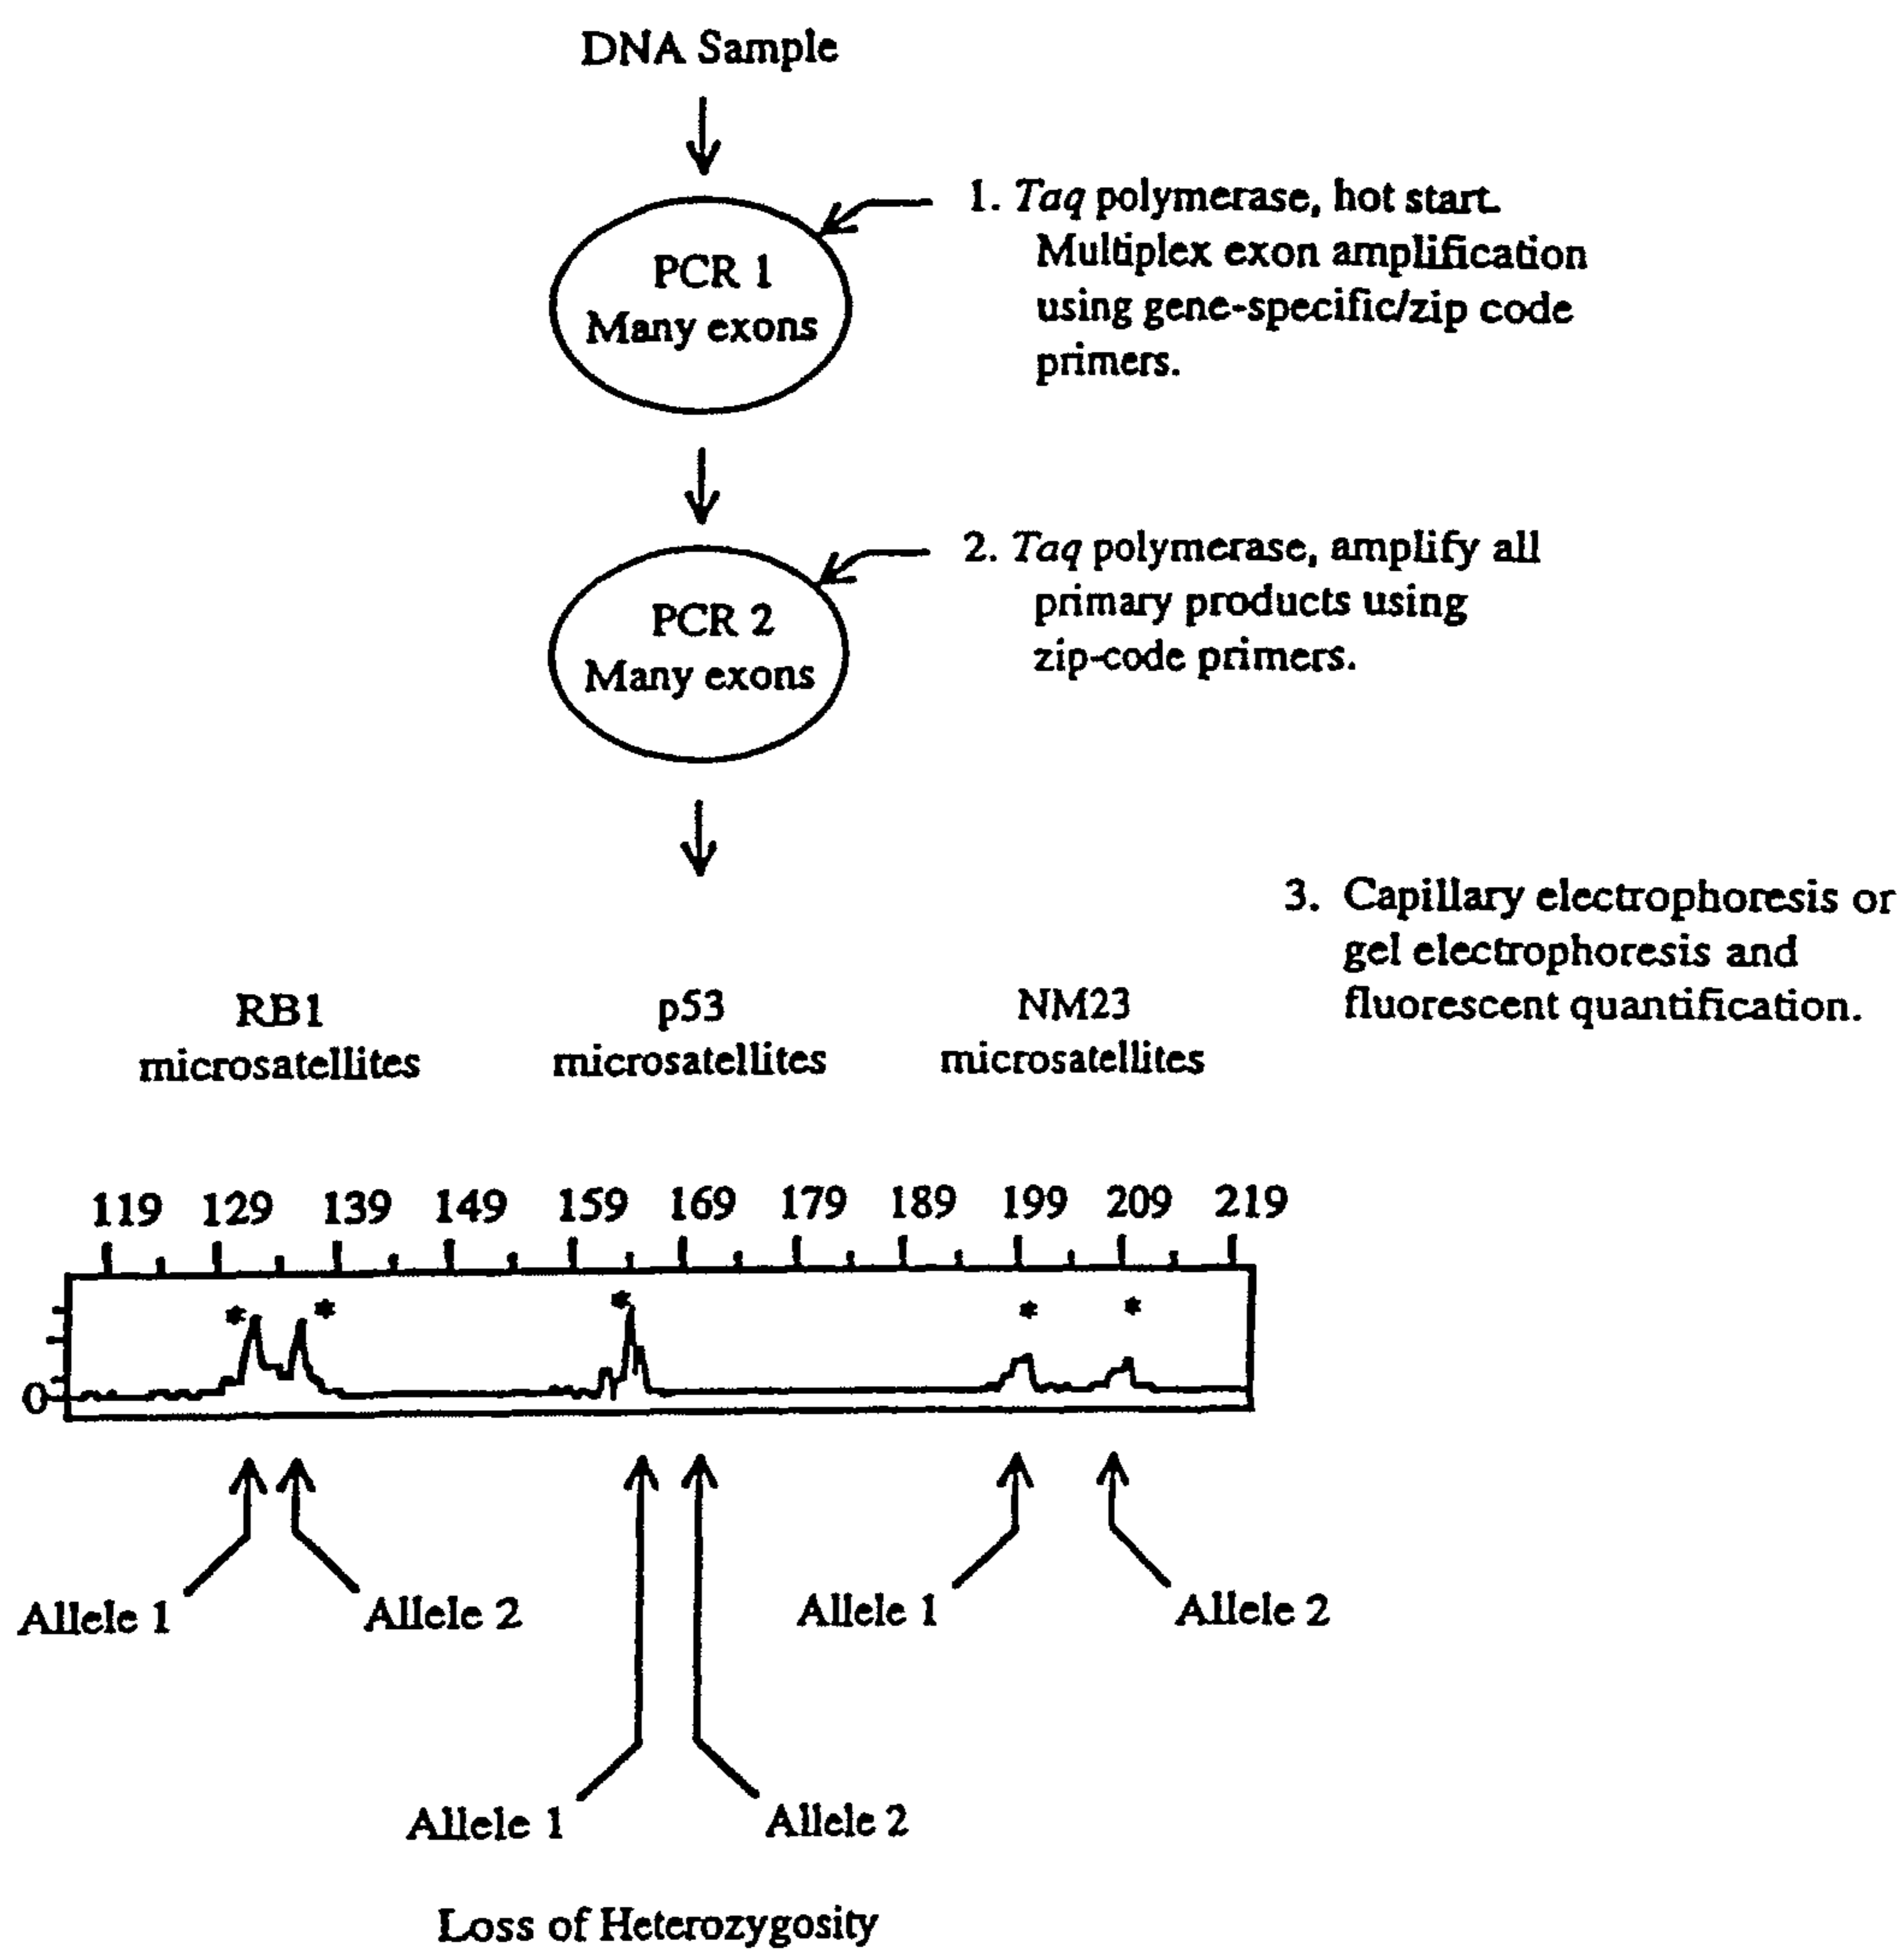 DNA Sample
PCR 1
Many exons
1. Taq polymerase, hot start.
Multiplex exon amplification
using gene-specific/zip code
primers.
PCR 2
Many exons
2. Taq polymerase, amplify all
primary products using
zip-code primers.
3. Capillary electrophoresis or
gel electrophoresis and
fluorescent quantification.
RB1
microsatellites
p53
microsatellites
NM23
microsatellites
119 129 139 149 159 169 179 189 199 209 219
* * * * *
0
Allele 1 Allele 2 Allele 1 Allele 2
Allele 1 Allele 2
Loss of Heterozygosity